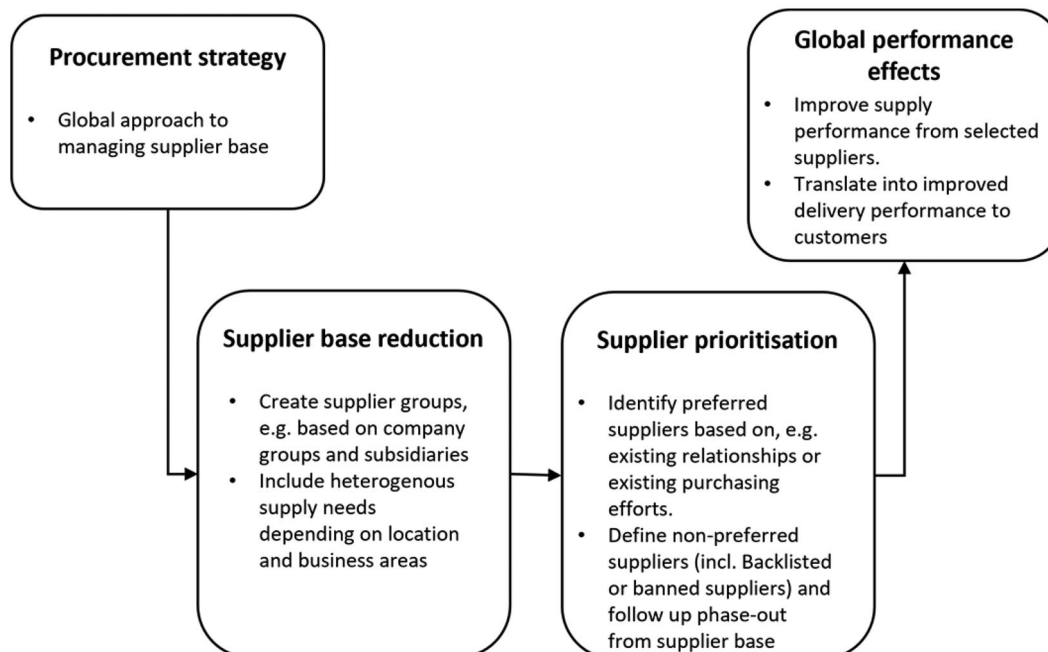 Procurement strategy
• Global approach to
managing supplier base
Global performance
effects
• Improve supply
performance from selected
suppliers.
• Translate into improved
delivery performance to
customers
Supplier base reduction
• Create supplier groups,
e.g. based on company
groups and subsidiaries
• Include heterogenous
supply needs
depending on location
and business areas
Supplier prioritisation
• Identify preferred
suppliers based on, e.g.
existing relationships or
existing purchasing
efforts.
• Define non-preferred
suppliers (incl. Backlisted
or banned suppliers) and
follow up phase-out
from supplier base